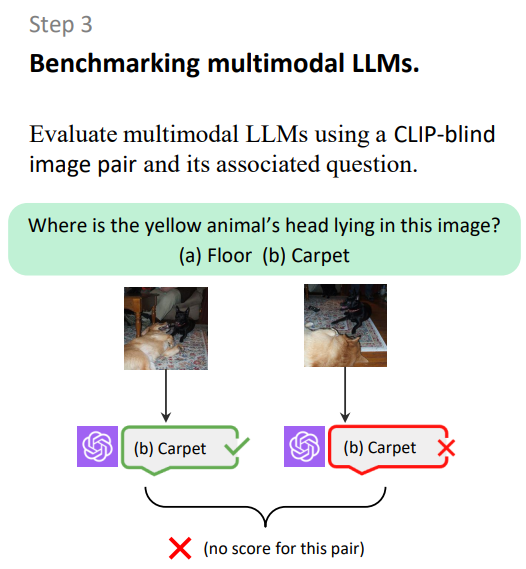 Step 3
Benchmarking multimodal LLMs.
Evaluate multimodal LLMs using a CLIP-blind
image pair and its associated question.
Where is the yellow animal's head lying in this image?
(a) Floor (b) Carpet
(b) Carpet
(b) Carpet
(no score for this pair)